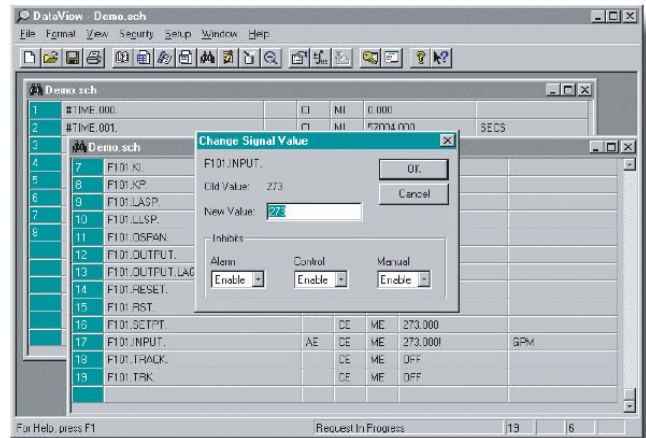 DataView - Demo.sch
File Format View Security Setup Window Help
Demo.sch
1 #TIME.000. CI MI 0.000
2 #TIME.001. CI MI 57004.000 SECS
3
4
5
6
7
8
Demo.sch
7 F101.KI.
8 F101.KP.
9 F101.LASP.
10 F101.LLSP.
11 F101.OSPAN.
12 F101.OUTPUT.
13 F101.OUTPUT.LAG
14 F101.RESET.
15 F101.RST.
16 F101.SETPT. CE ME 273.000
17 F101.INPUT. AE CE ME 273.000! GPM
18 F101.TRACK. CE ME OFF
19 F101.TRK. CE ME OFF
Change Signal Value
F101.INPUT.
Old Value: 273
New Value: 273
OK
Cancel
Inhibits
Alarm Control Manual
Enable Enable Enable
For Help, press F1 Request In Progress 19 6